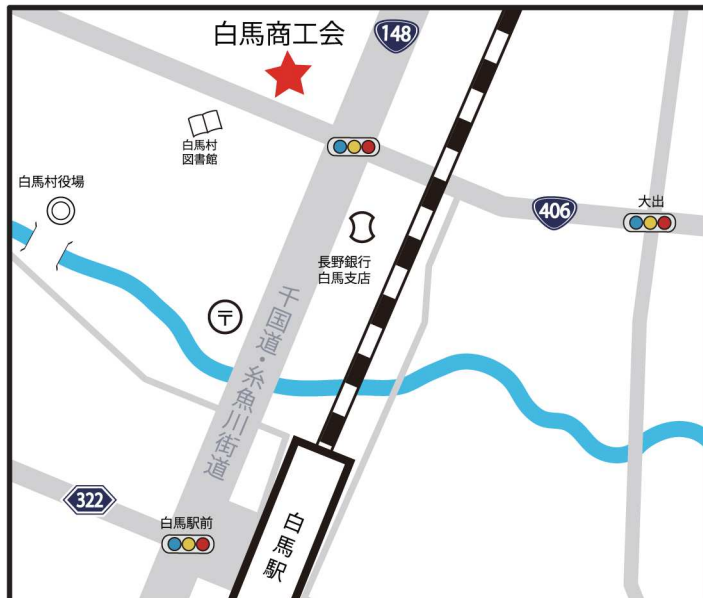 白馬商工会
148
白馬村
図書館
白馬村役場
大出
406
長野銀行
白馬支店
〒
千国道・糸魚川街道
322
白馬駅前
白馬駅